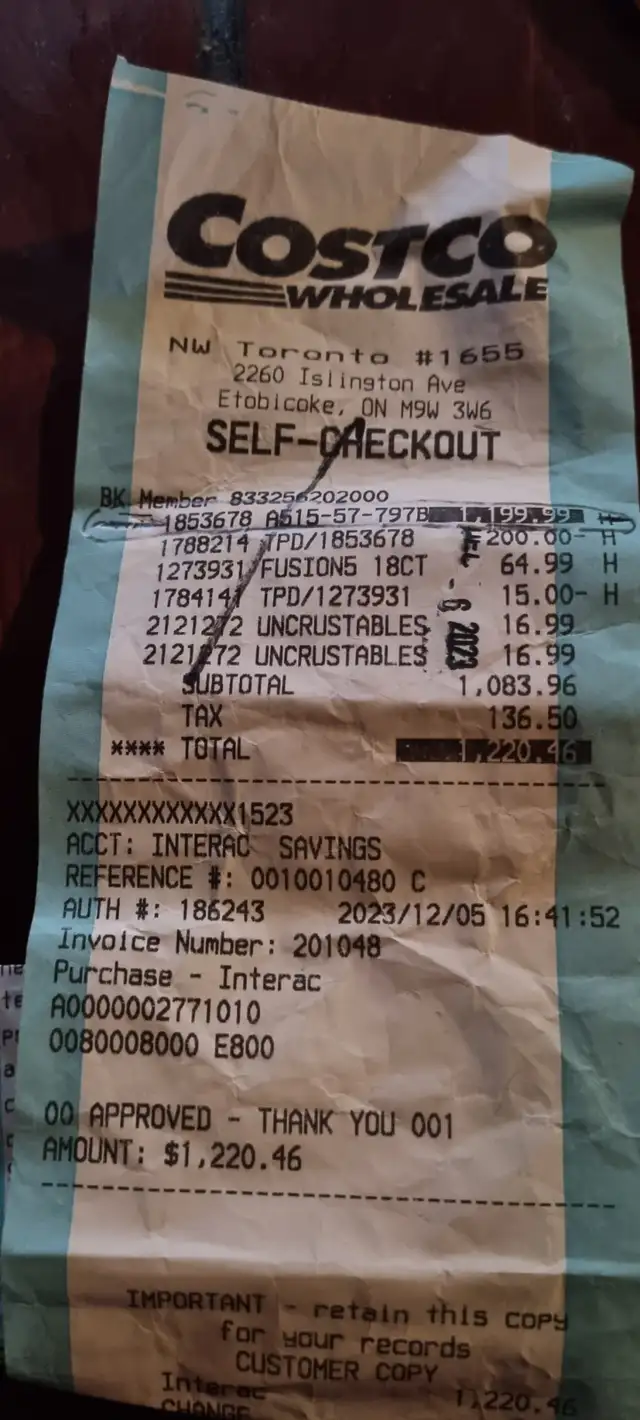 COSTCO
WHOLESALE
NW Toronto #1655
2260 Islington Ave
Etobicoke, ON M9W 3W6
SELF-CHECKOUT
BK Member 833256202000
1853678 A515-57-797B 1,199.99 H
1788214 TPD/1853678 200.00- H
1273931 FUSION5 18CT 64.99 H
1784141 TPD/1273931 15.00- H
2121272 UNCRUSTABLES 16.99
2121272 UNCRUSTABLES 16.99
- 6 2023
SUBTOTAL 1,083.96
TAX 136.50
**** TOTAL 1,220.46
XXXXXXXXXXXX1523
ACCT: INTERAC SAVINGS
REFERENCE #: 0010010480 C
AUTH #: 186243 2023/12/05 16:41:52
Invoice Number: 201048
Purchase - Interac
A0000002771010
0080008000 E800
00 APPROVED - THANK YOU 001
AMOUNT: $1,220.46
IMPORTANT - retain this copy
for your records
CUSTOMER COPY
Interac 1,220.46
CHANGE